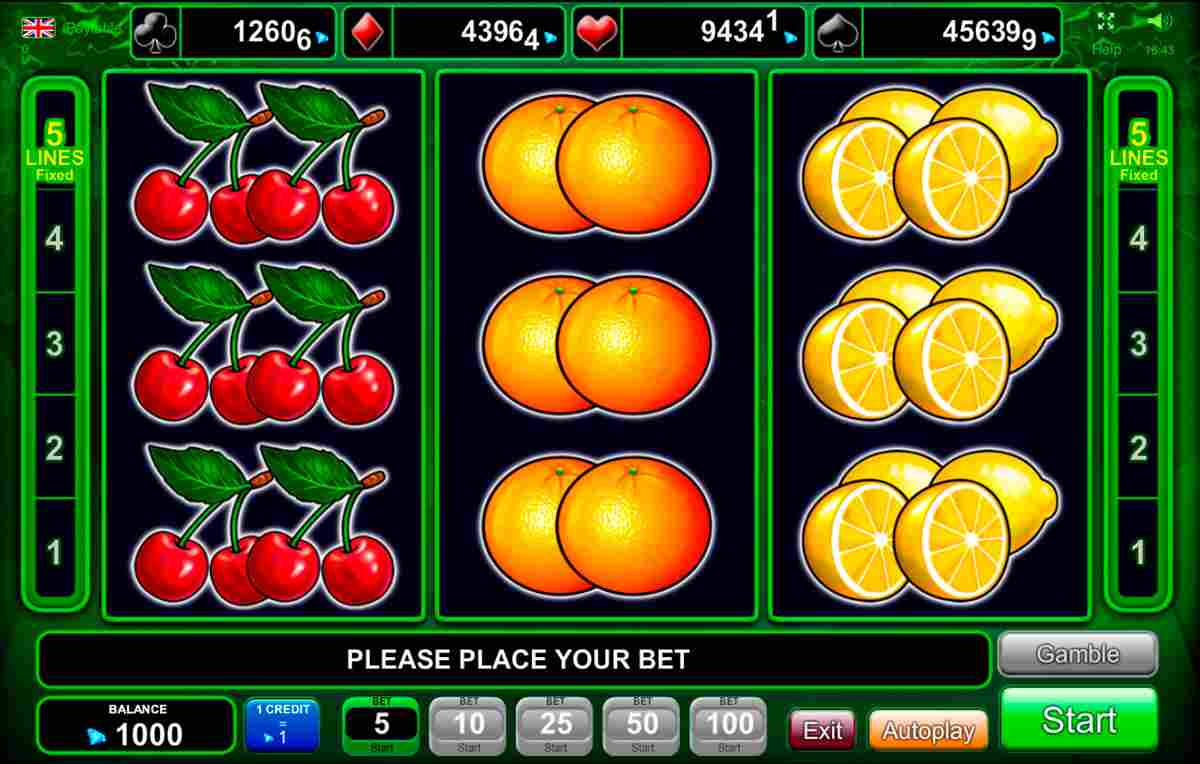 12606
43964
94341
456399
Help
16:43
5
LINES
Fixed
4
3
2
1
5
LINES
Fixed
4
3
2
1
PLEASE PLACE YOUR BET
Gamble
BALANCE
1000
1 CREDIT
=
1
BET
5
Start
BET
10
Start
BET
25
Start
BET
50
Start
BET
100
Start
Exit
Autoplay
Start